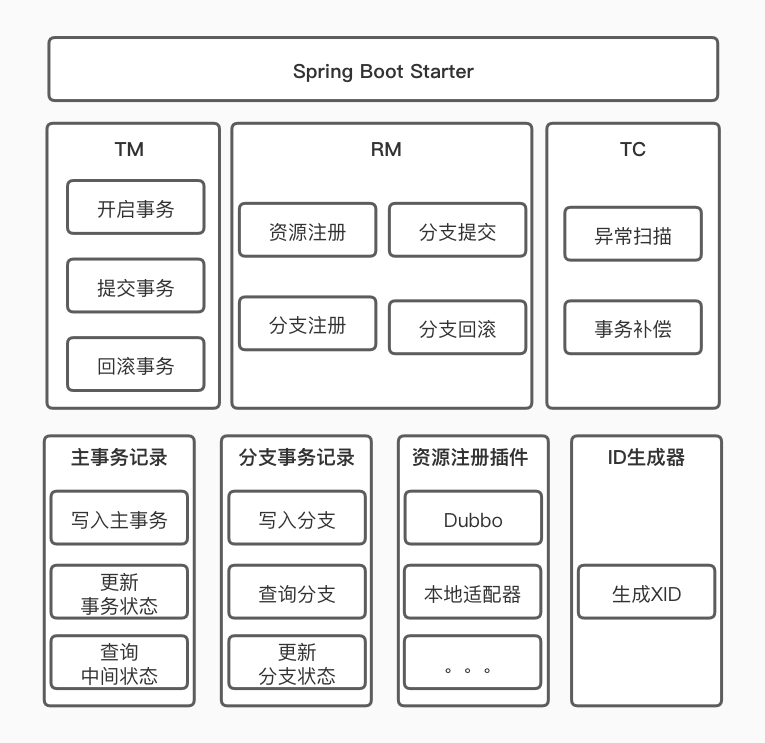 Spring Boot Starter
TM
开启事务
提交事务
回滚事务
RM
资源注册
分支提交
分支注册
分支回滚
TC
异常扫描
事务补偿
主事务记录
写入主事务
更新
事务状态
查询
中间状态
分支事务记录
写入分支
查询分支
更新
分支状态
资源注册插件
Dubbo
本地适配器
。。。
ID生成器
生成XID